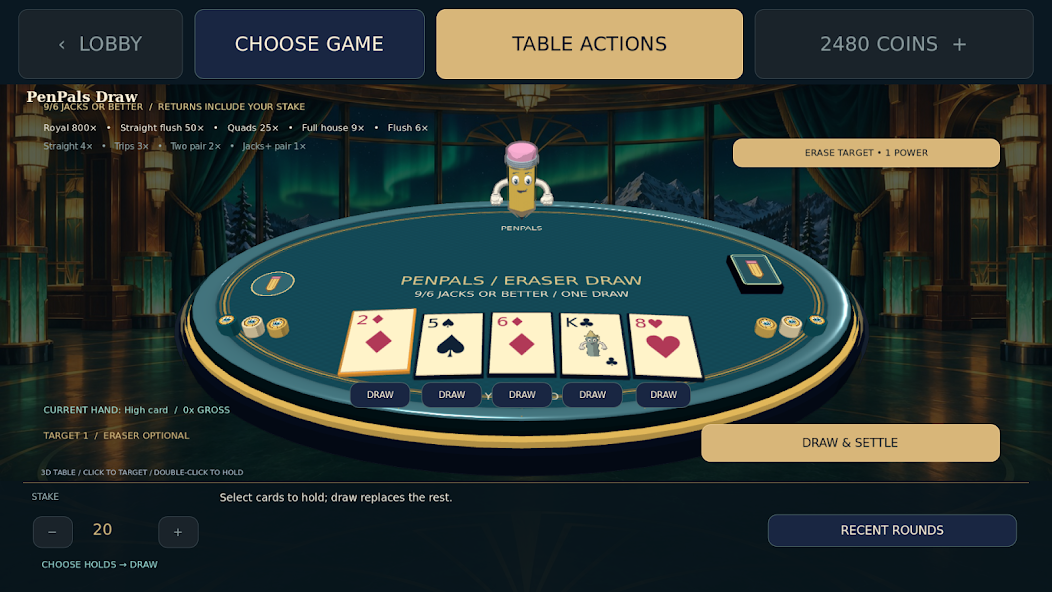 ‹ LOBBY
CHOOSE GAME
TABLE ACTIONS
2480 COINS +
PenPals Draw
9/6 JACKS OR BETTER / RETURNS INCLUDE YOUR STAKE
Royal 800× • Straight flush 50× • Quads 25× • Full house 9× • Flush 6×
Straight 4× • Trips 3× • Two pair 2× • Jacks+ pair 1×
ERASE TARGET • 1 POWER
PENPALS
PENPALS / ERASER DRAW
9/6 JACKS OR BETTER / ONE DRAW
2♦
5♠
6♦
K♣
8♥
DRAW
DRAW
DRAW
DRAW
DRAW
CURRENT HAND: High card / 0x GROSS
TARGET 1 / ERASER OPTIONAL
DRAW & SETTLE
3D TABLE / CLICK TO TARGET / DOUBLE-CLICK TO HOLD
STAKE
Select cards to hold; draw replaces the rest.
− 20 +
RECENT ROUNDS
CHOOSE HOLDS → DRAW